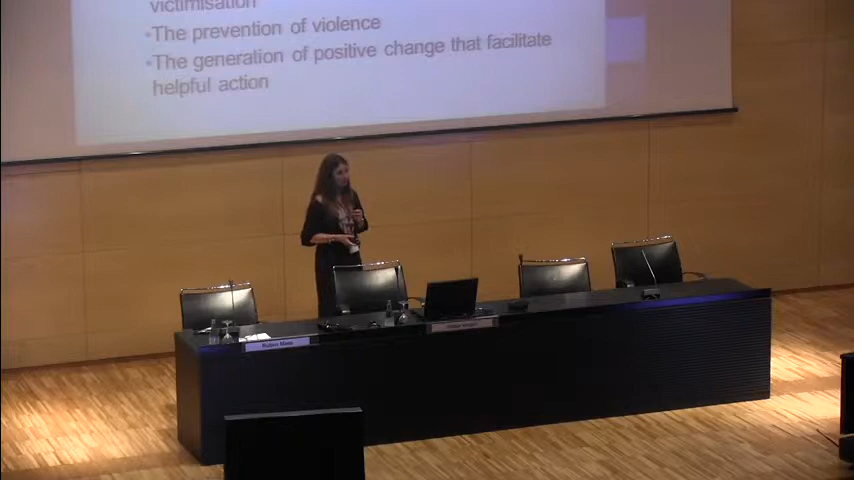 victimisation
•The prevention of violence
•The generation of positive change that facilitate
helpful action